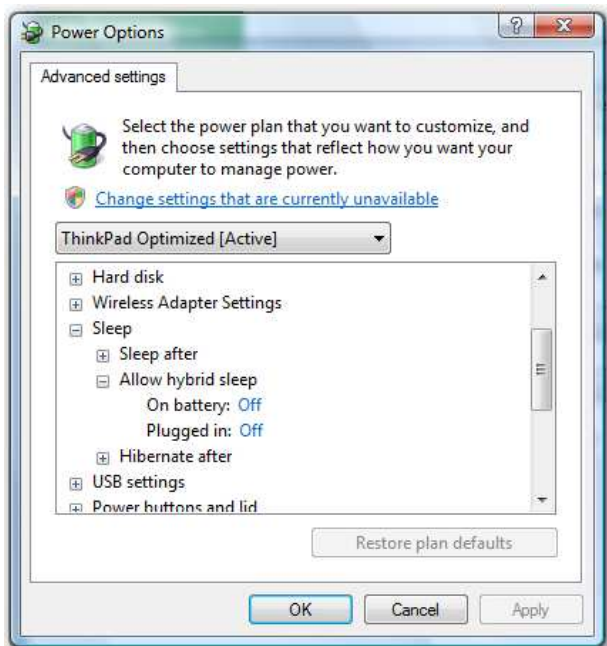 Power Options
Advanced settings
Select the power plan that you want to customize, and
then choose settings that reflect how you want your
computer to manage power.
Change settings that are currently unavailable
ThinkPad Optimized [Active]
Hard disk
Wireless Adapter Settings
Sleep
Sleep after
Allow hybrid sleep
On battery: Off
Plugged in: Off
Hibernate after
USB settings
Power buttons and lid
Restore plan defaults
OK Cancel Apply